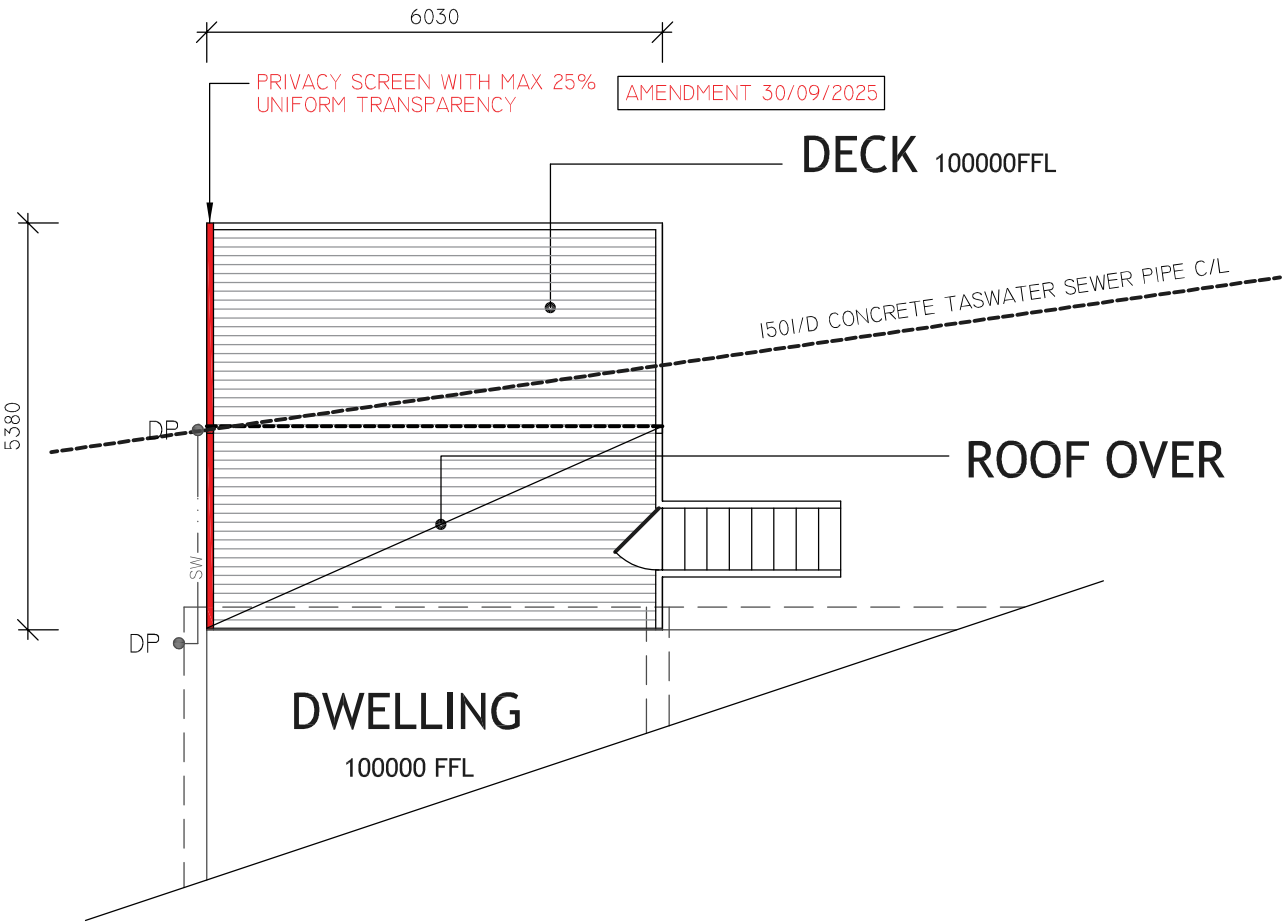 6030
PRIVACY SCREEN WITH MAX 25%
UNIFORM TRANSPARENCY
AMENDMENT 30/09/2025
DECK 100000FFL
150I/D CONCRETE TASWATER SEWER PIPE C/L
5380
DP
ROOF OVER
SW
DP
DWELLING
100000 FFL